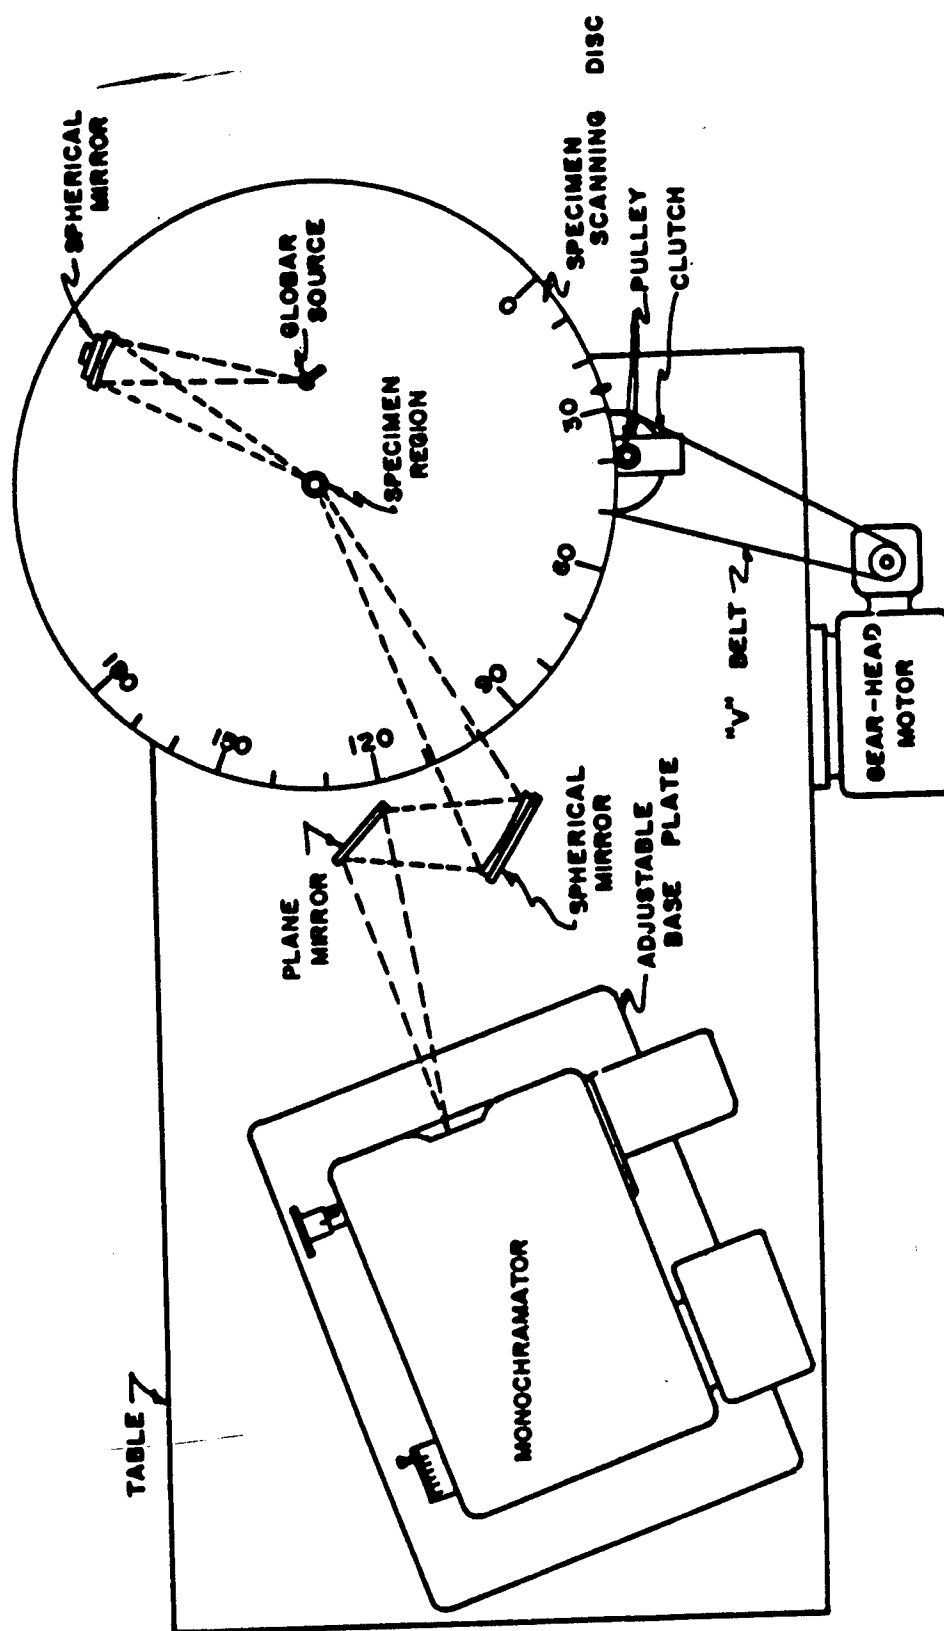 TABLE
MONOCHRAMATOR
PLANE
MIRROR
SPHERICAL
MIRROR
ADJUSTABLE
BASE PLATE
"V" BELT
GEAR-HEAD
MOTOR
180
150
120
90
60
30
0
SPECIMEN
REGION
GLOBAR
SOURCE
SPHERICAL
MIRROR
SPECIMEN
SCANNING DISC
PULLEY
CLUTCH